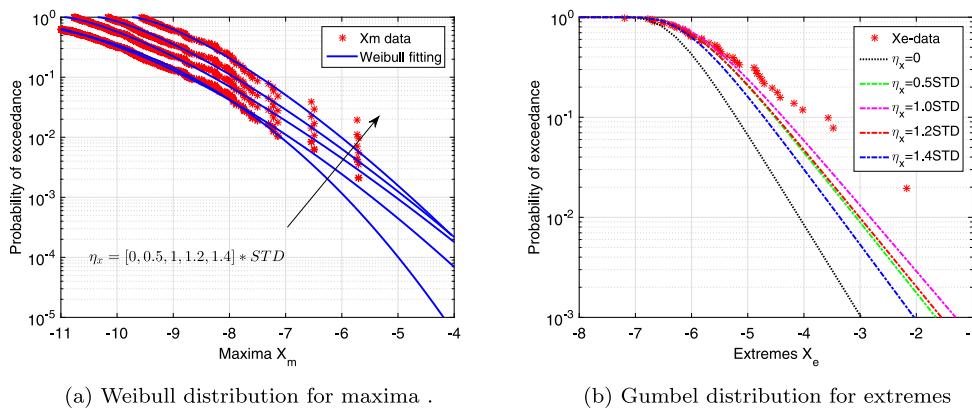 10^0
10^-1
10^-2
10^-3
10^-4
10^-5
Probability of exceedance
* Xm data
Weibull fitting
η_x = [0, 0.5, 1, 1.2, 1.4] * STD
-11 -10 -9 -8 -7 -6 -5 -4
Maxima X_m
(a) Weibull distribution for maxima .
10^0
10^-1
10^-2
10^-3
Probability of exceedance
* Xe-data
η_x=0
η_x=0.5STD
η_x=1.0STD
η_x=1.2STD
η_x=1.4STD
-8 -7 -6 -5 -4 -3 -2 -1
Extremes X_e
(b) Gumbel distribution for extremes